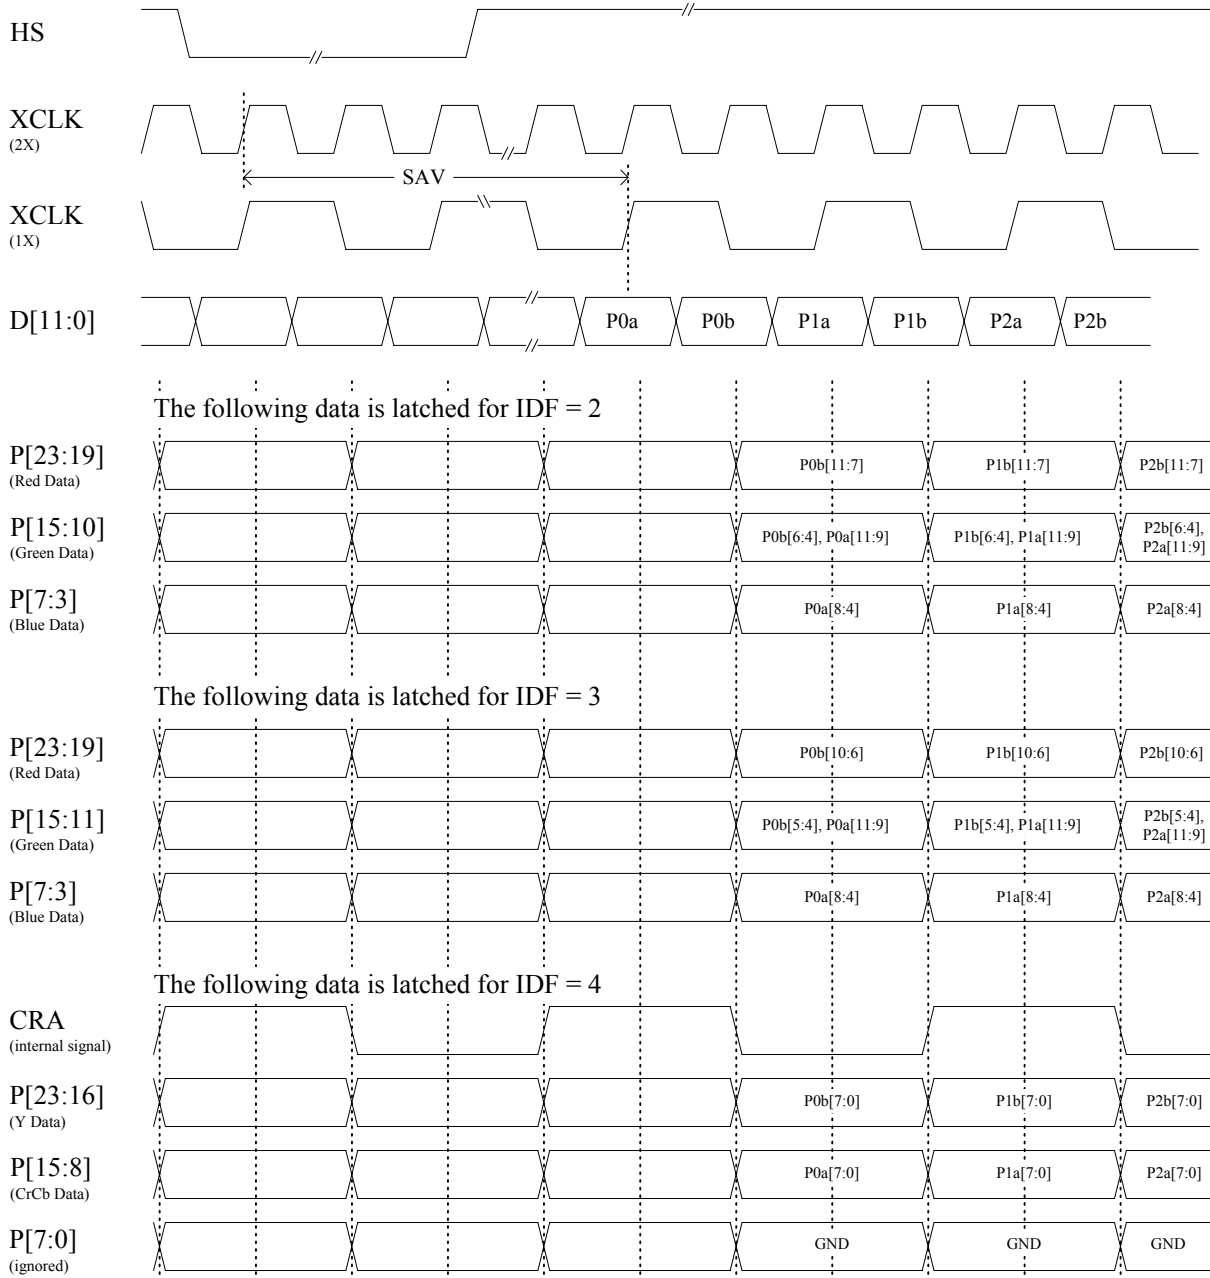 HS
XCLK
(2X)
SAV
XCLK
(1X)
D[11:0]
P0a P0b P1a P1b P2a P2b
The following data is latched for IDF = 2
P[23:19]
(Red Data)
P0b[11:7] P1b[11:7] P2b[11:7]
P[15:10]
(Green Data)
P0b[6:4], P0a[11:9] P1b[6:4], P1a[11:9] P2b[6:4],
P2a[11:9]
P[7:3]
(Blue Data)
P0a[8:4] P1a[8:4] P2a[8:4]
The following data is latched for IDF = 3
P[23:19]
(Red Data)
P0b[10:6] P1b[10:6] P2b[10:6]
P[15:11]
(Green Data)
P0b[5:4], P0a[11:9] P1b[5:4], P1a[11:9] P2b[5:4],
P2a[11:9]
P[7:3]
(Blue Data)
P0a[8:4] P1a[8:4] P2a[8:4]
The following data is latched for IDF = 4
CRA
(internal signal)
P[23:16]
(Y Data)
P0b[7:0] P1b[7:0] P2b[7:0]
P[15:8]
(CrCb Data)
P0a[7:0] P1a[7:0] P2a[7:0]
P[7:0]
(ignored)
GND GND GND